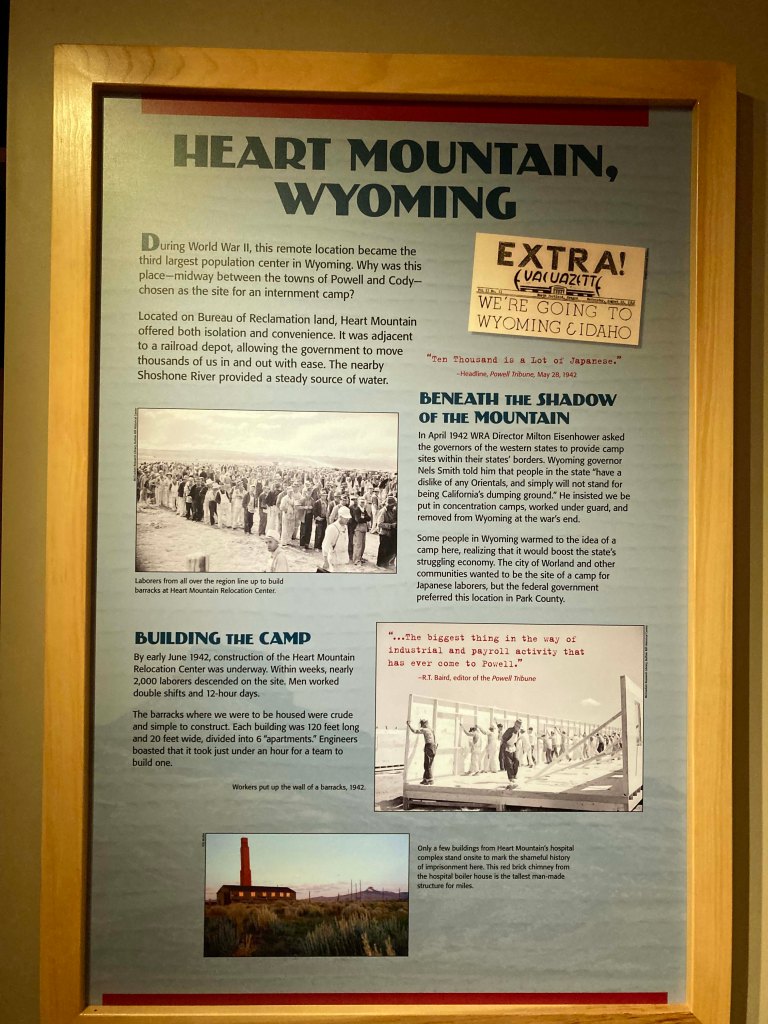 HEART MOUNTAIN,
WYOMING
During World War II, this remote location became the
third largest population center in Wyoming. Why was this
place—midway between the towns of Powell and Cody—
chosen as the site for an internment camp?
Located on Bureau of Reclamation land, Heart Mountain
offered both isolation and convenience. It was adjacent
to a railroad depot, allowing the government to move
thousands of us in and out with ease. The nearby
Shoshone River provided a steady source of water.
EXTRA!
WE'RE GOING TO
WYOMING & IDAHO
"Ten Thousand is a Lot of Japanese."
–Headline, Powell Tribune, May 28, 1942
BENEATH THE SHADOW
OF THE MOUNTAIN
In April 1942 WRA Director Milton Eisenhower asked
the governors of the western states to provide camp
sites within their states' borders. Wyoming governor
Nels Smith told him that people in the state "have a
dislike of any Orientals, and simply will not stand for
being California's dumping ground." He insisted we be
put in concentration camps, worked under guard, and
removed from Wyoming at the war's end.
Some people in Wyoming warmed to the idea of a
camp here, realizing that it would boost the state's
struggling economy. The city of Worland and other
communities wanted to be the site of a camp for
Japanese laborers, but the federal government
preferred this location in Park County.
Laborers from all over the region line up to build
barracks at Heart Mountain Relocation Center.
BUILDING THE CAMP
By early June 1942, construction of the Heart Mountain
Relocation Center was underway. Within weeks, nearly
2,000 laborers descended on the site. Men worked
double shifts and 12-hour days.
The barracks where we were to be housed were crude
and simple to construct. Each building was 120 feet long
and 20 feet wide, divided into 6 "apartments." Engineers
boasted that it took just under an hour for a team to
build one.
"...The biggest thing in the way of
industrial and payroll activity that
has ever come to Powell."
–R.T. Baird, editor of the Powell Tribune
Workers put up the wall of a barracks, 1942.
Only a few buildings from Heart Mountain's hospital
complex stand onsite to mark the shameful history
of imprisonment here. This red brick chimney from
the hospital boiler house is the tallest man-made
structure for miles.